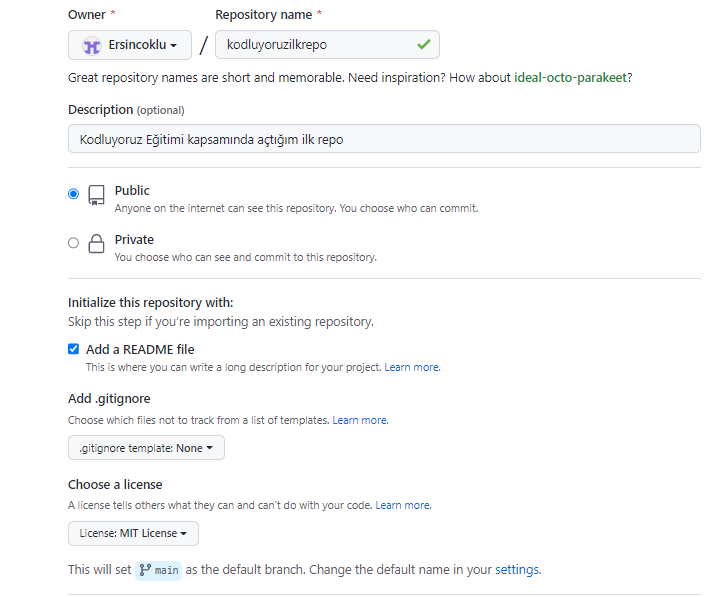 Owner * Repository name *
Ersincoklu / kodluyoruzilkrepo
Great repository names are short and memorable. Need inspiration? How about ideal-octo-parakeet?
Description (optional)
Kodluyoruz Eğitimi kapsamında açtığım ilk repo
Public
Anyone on the internet can see this repository. You choose who can commit.
Private
You choose who can see and commit to this repository.
Initialize this repository with:
Skip this step if you're importing an existing repository.
Add a README file
This is where you can write a long description for your project. Learn more.
Add .gitignore
Choose which files not to track from a list of templates. Learn more.
.gitignore template: None
Choose a license
A license tells others what they can and can't do with your code. Learn more.
License: MIT License
This will set main as the default branch. Change the default name in your settings.